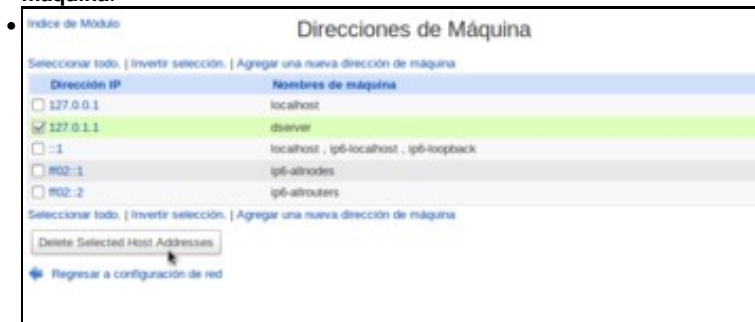 máquina.
Indice de Módulo
Direcciones de Máquina
Seleccionar todo. | Invertir selección. | Agregar una nueva dirección de máquina
Dirección IP Nombres de máquina
127.0.0.1 localhost
127.0.1.1 dserver
::1 localhost , ip6-localhost , ip6-loopback
ff02::1 ip6-allnodes
ff02::2 ip6-allrouters
Seleccionar todo. | Invertir selección. | Agregar una nueva dirección de máquina
Delete Selected Host Addresses
Regresar a configuración de red